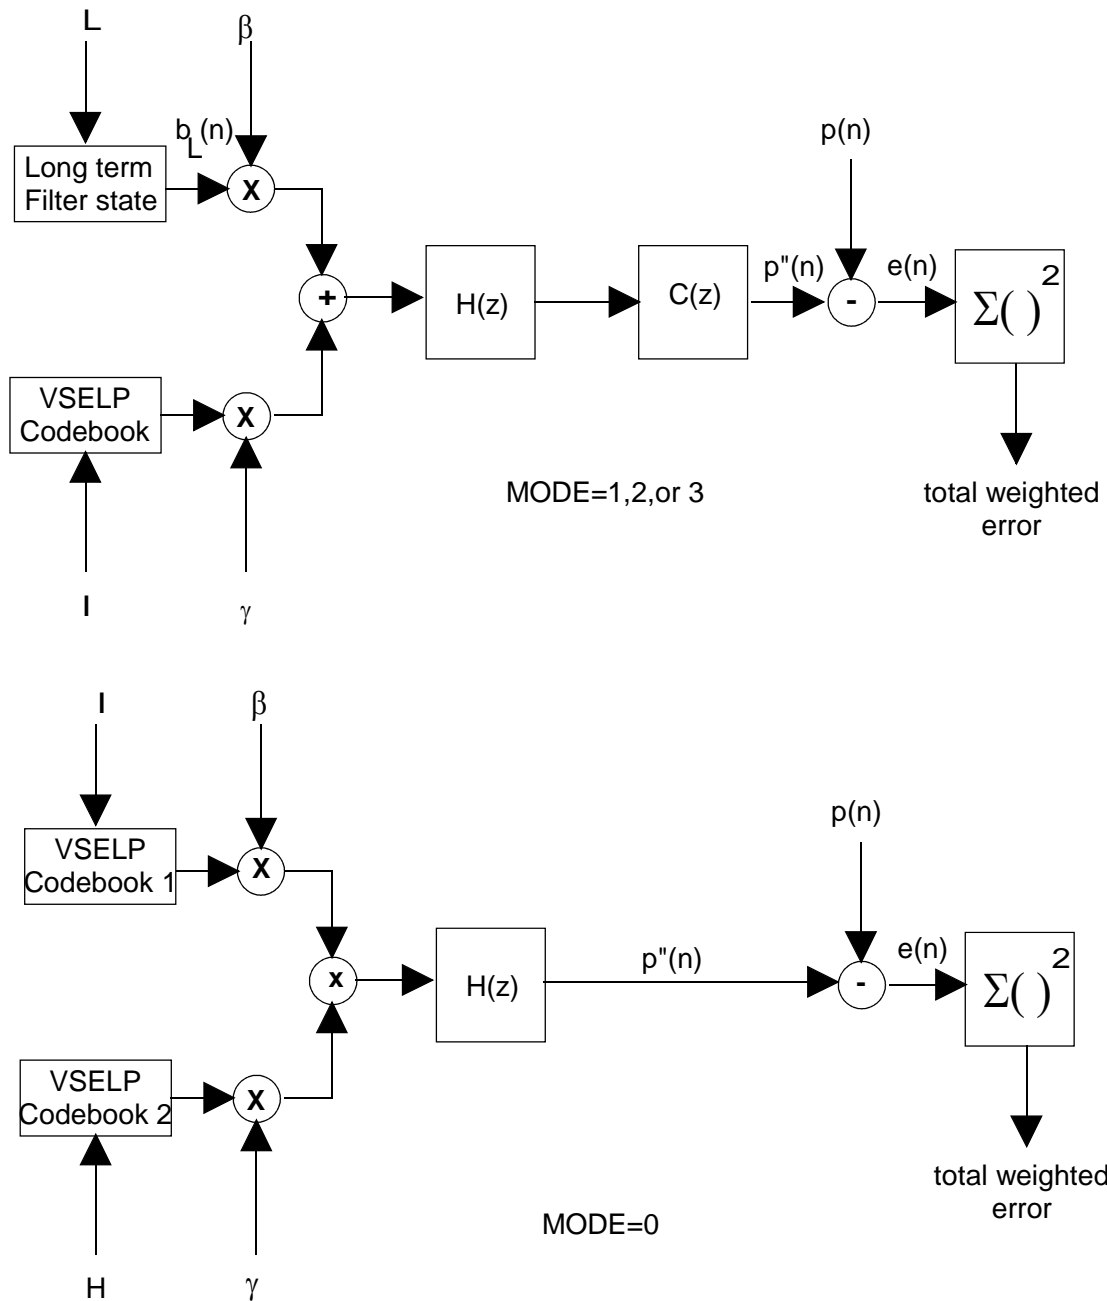 L
β
b (n)
L
p(n)
Long term
Filter state
X
+
H(z)
C(z)
p"(n)
-
e(n)
Σ( ) 2
VSELP
Codebook
X
MODE=1,2,or 3
total weighted
error
I
γ
I
β
p(n)
VSELP
Codebook 1
X
x
H(z)
p"(n)
-
e(n)
Σ( ) 2
VSELP
Codebook 2
X
total weighted
error
MODE=0
H
γ